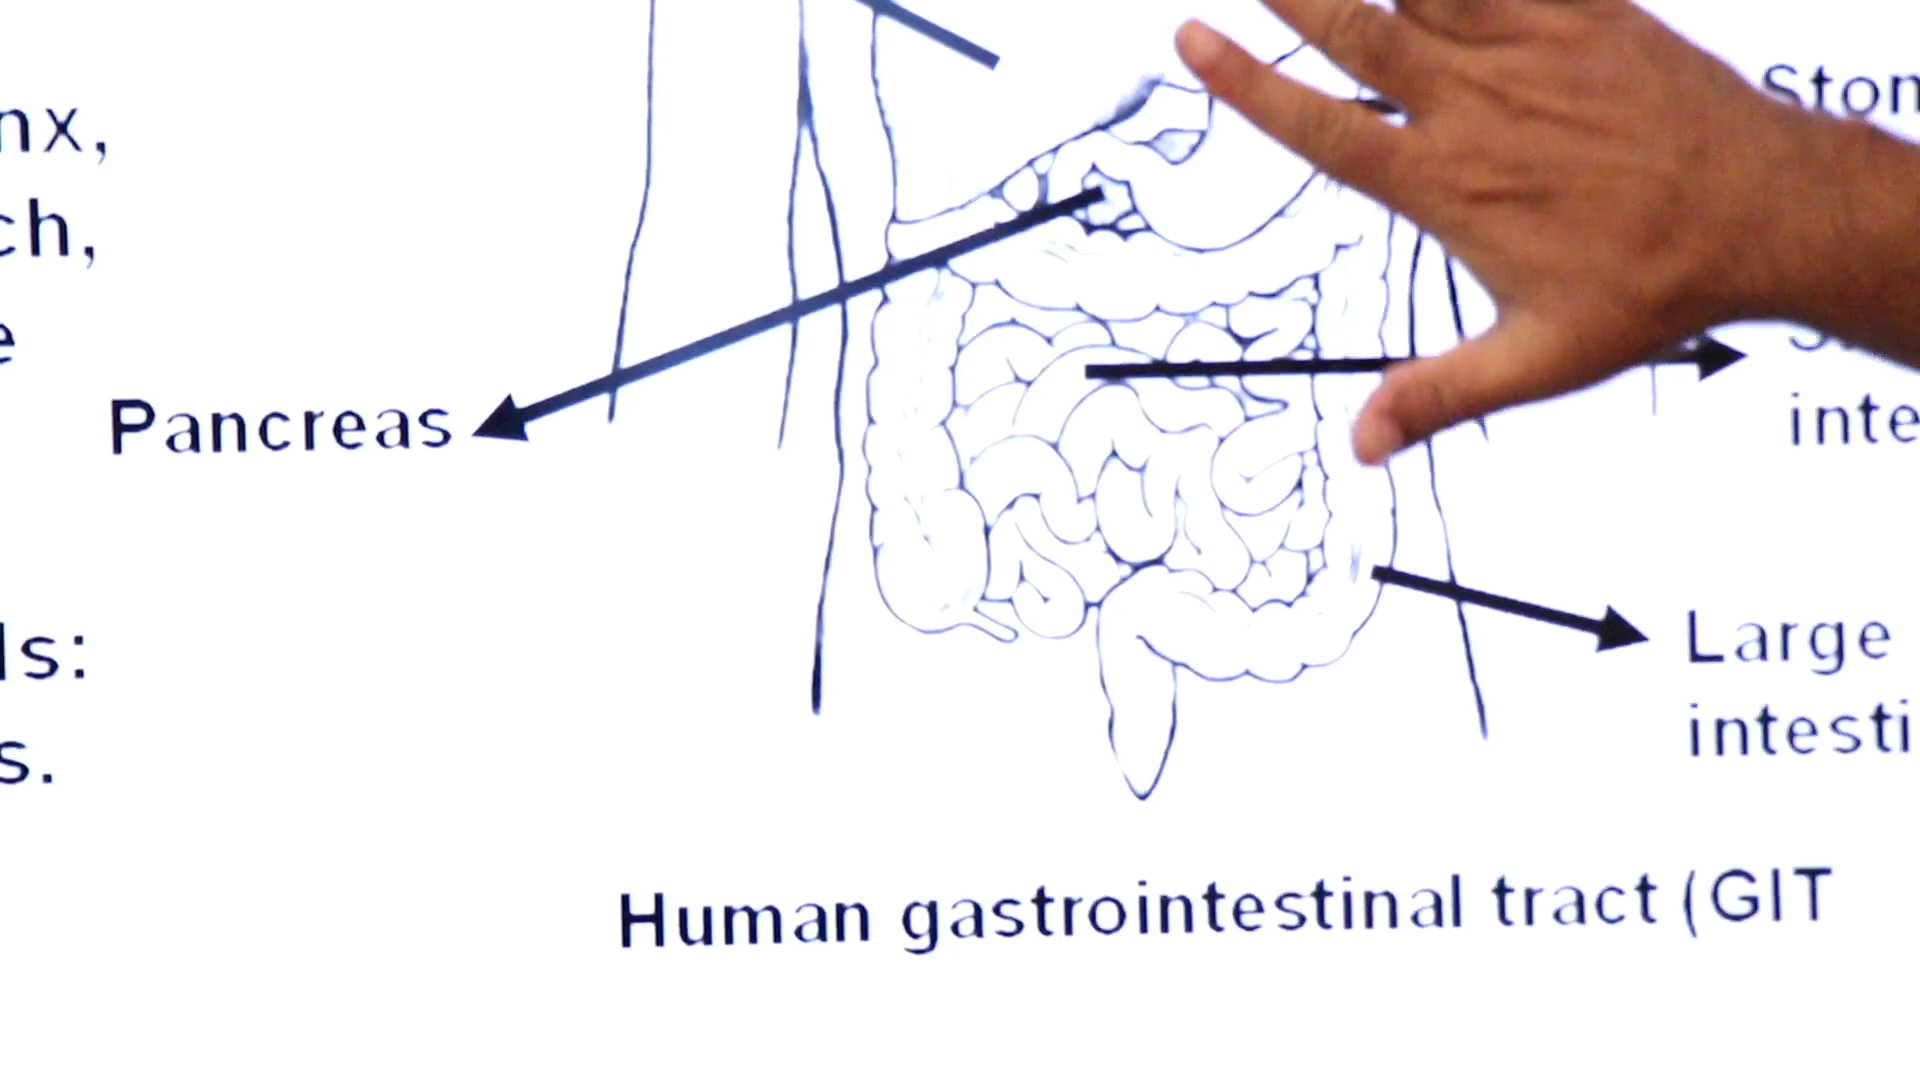 nx,
ch,
e
ls:
s.
Pancreas
Ston
inte
Large
intesti
Human gastrointestinal tract (GIT